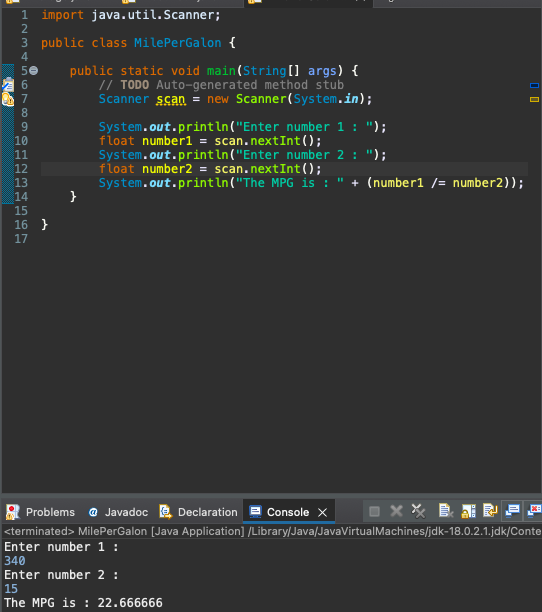 1 import java.util.Scanner;
2
3 public class MilePerGalon {
4
5 public static void main(String[] args) {
6 // TODO Auto-generated method stub
7 Scanner scan = new Scanner(System.in);
8
9 System.out.println("Enter number 1 : ");
10 float number1 = scan.nextInt();
11 System.out.println("Enter number 2 : ");
12 float number2 = scan.nextInt();
13 System.out.println("The MPG is : " + (number1 /= number2));
14 }
15
16 }
17
Problems @ Javadoc Declaration Console
<terminated> MilePerGalon [Java Application] /Library/Java/JavaVirtualMachines/jdk-18.0.2.1.jdk/Conte
Enter number 1 :
340
Enter number 2 :
15
The MPG is : 22.666666